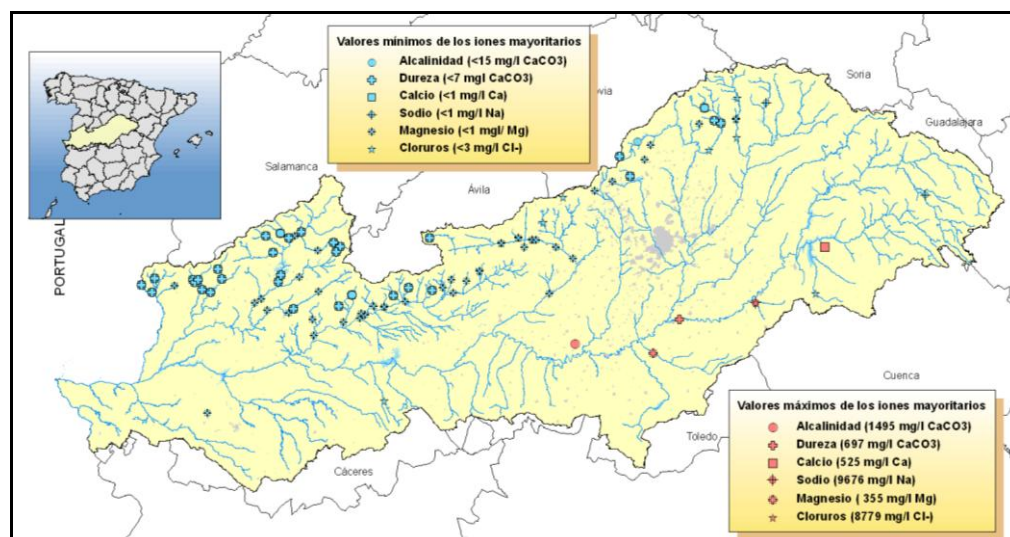 Valores mínimos de los iones mayoritarios
Alcalinidad (<15 mg/l CaCO3)
Dureza (<7 mgl CaCO3)
Calcio (<1 mg/l Ca)
Sodio (<1 mg/l Na)
Magnesio (<1 mgl/ Mg)
Cloruros (<3 mg/l Cl-)
ovia
Soria
Guadalajara
Salamanca
Ávila
PORTUGAL
Cuenca
Toledo
Cáceres
Valores máximos de los iones mayoritarios
Alcalinidad (1495 mg/l CaCO3)
Dureza (697 mg/l CaCO3)
Calcio (525 mg/l Ca)
Sodio (9676 mg/l Na)
Magnesio ( 355 mg/l Mg)
Cloruros (8779 mg/l Cl-)